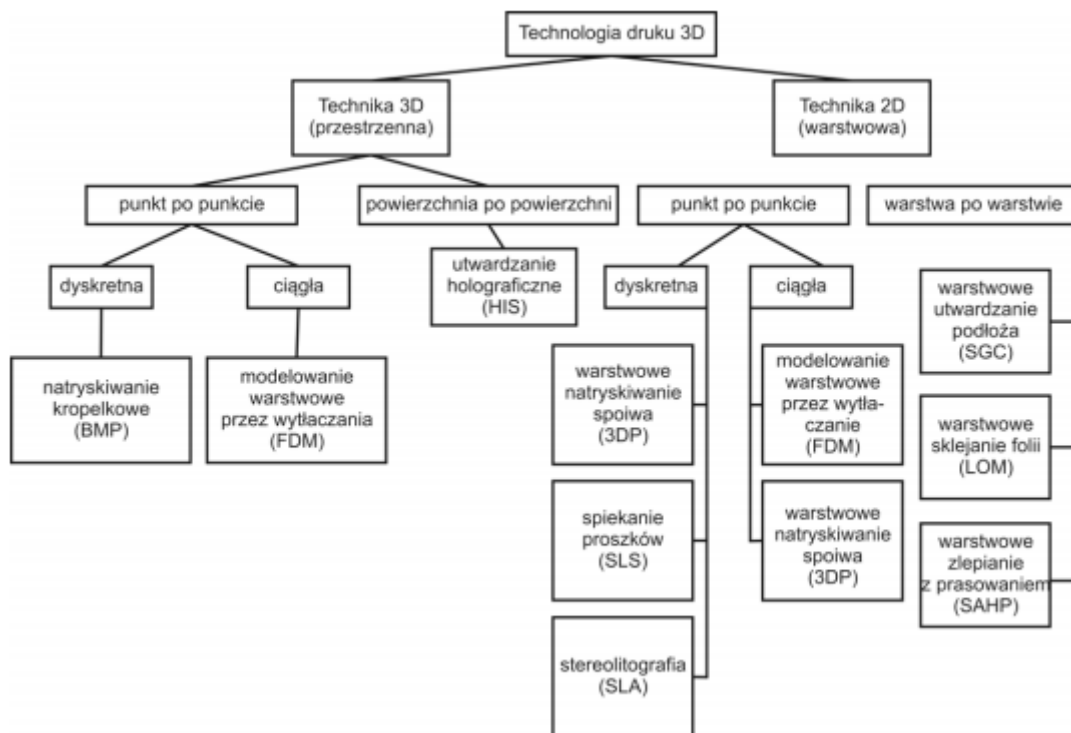 Technologia druku 3D
Technika 3D
(przestrzenna)
Technika 2D
(warstwowa)
punkt po punkcie
powierzchnia po powierzchni
punkt po punkcie
warstwa po warstwie
dyskretna
ciągła
utwardzanie
holograficzne
(HIS)
dyskretna
ciągła
natryskiwanie
kropelkowe
(BMP)
modelowanie
warstwowe
przez wytłaczania
(FDM)
warstwowe
natryskiwanie
spoiwa
(3DP)
spiekanie
proszków
(SLS)
stereolitografia
(SLA)
modelowanie
warstwowe
przez wytła-
czanie
(FDM)
warstwowe
natryskiwanie
spoiwa
(3DP)
warstwowe
utwardzanie
podłoża
(SGC)
warstwowe
sklejanie folii
(LOM)
warstwowe
zlepianie
z prasowaniem
(SAHP)